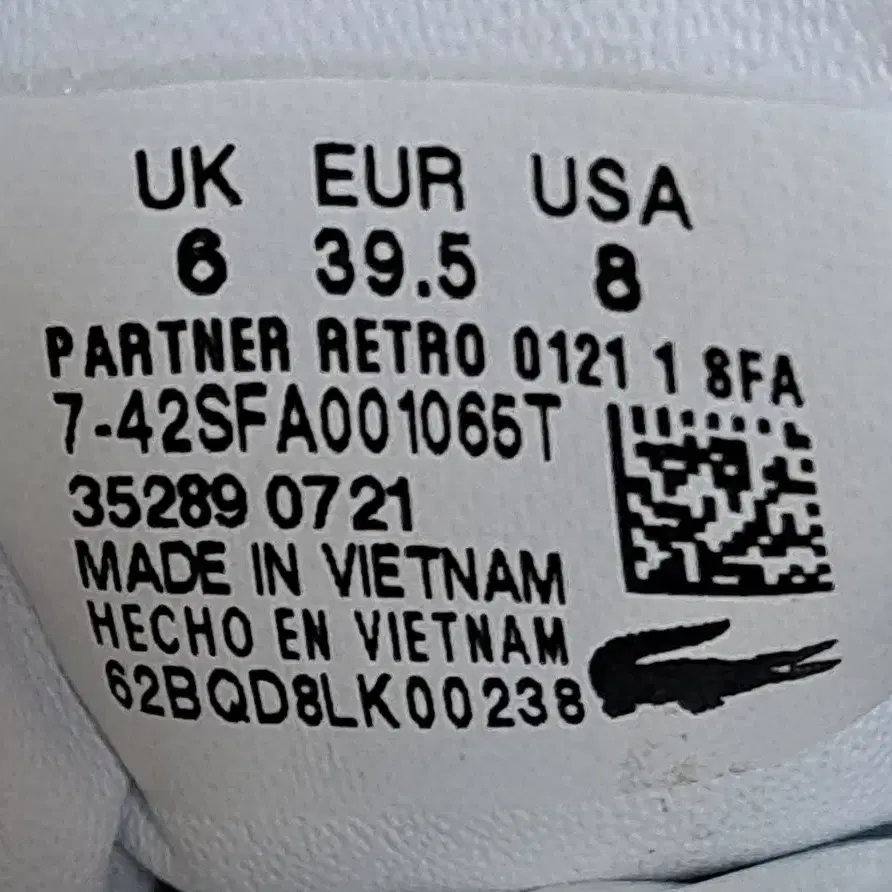 UK EUR USA
6 39.5 8
PARTNER RETRO 0121 1 SFA
7-42SFA001065T
35289 0721
MADE IN VIETNAM
HECHO EN VIETNAM
62BQD8LK00238